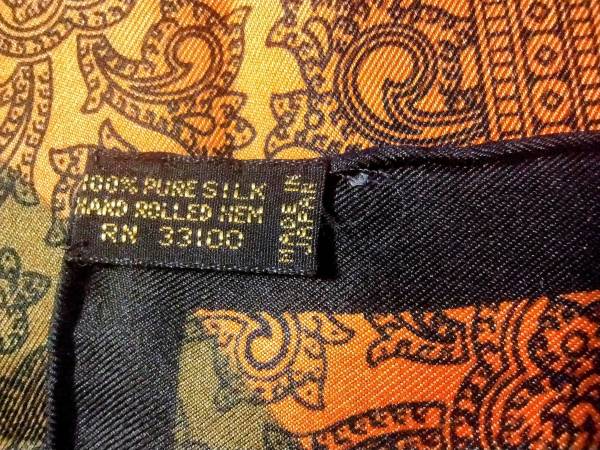 100% PURE SILK
HAND ROLLED HEM
RN 33100
MADE IN
JAPAN